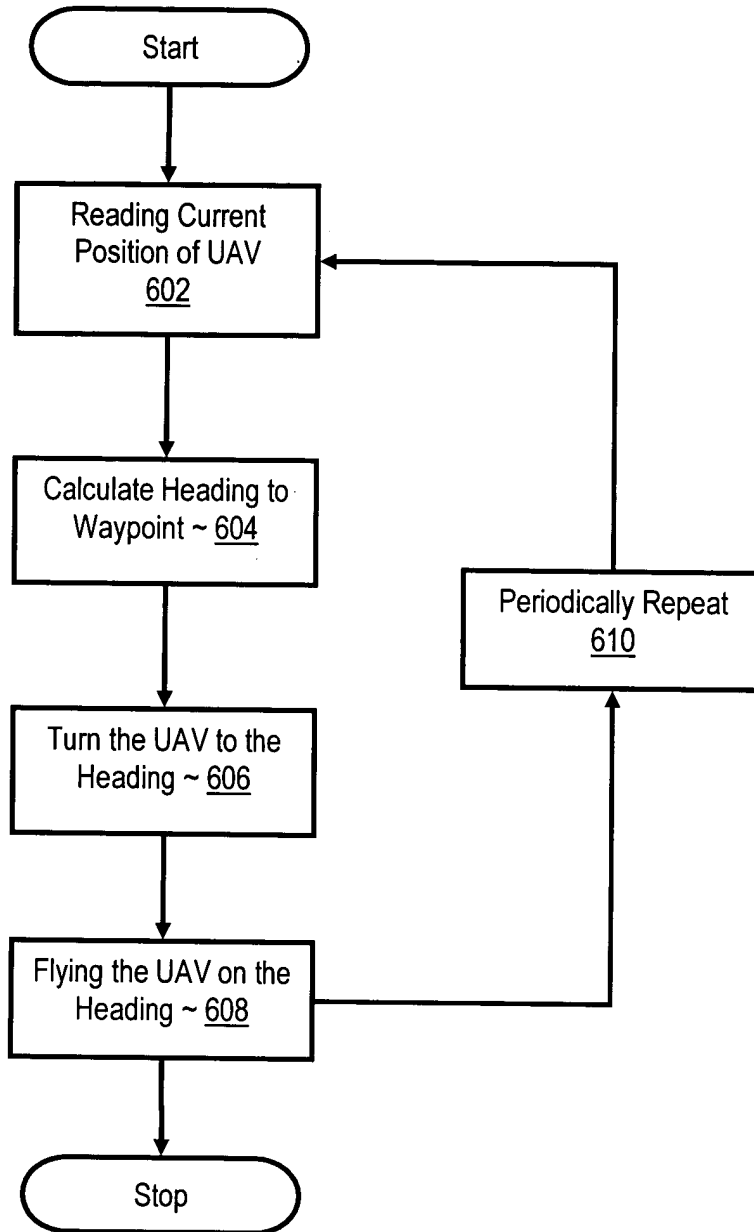 Start
Reading Current
Position of UAV
602
Calculate Heading to
Waypoint ~ 604
Periodically Repeat
610
Turn the UAV to the
Heading ~ 606
Flying the UAV on the
Heading ~ 608
Stop